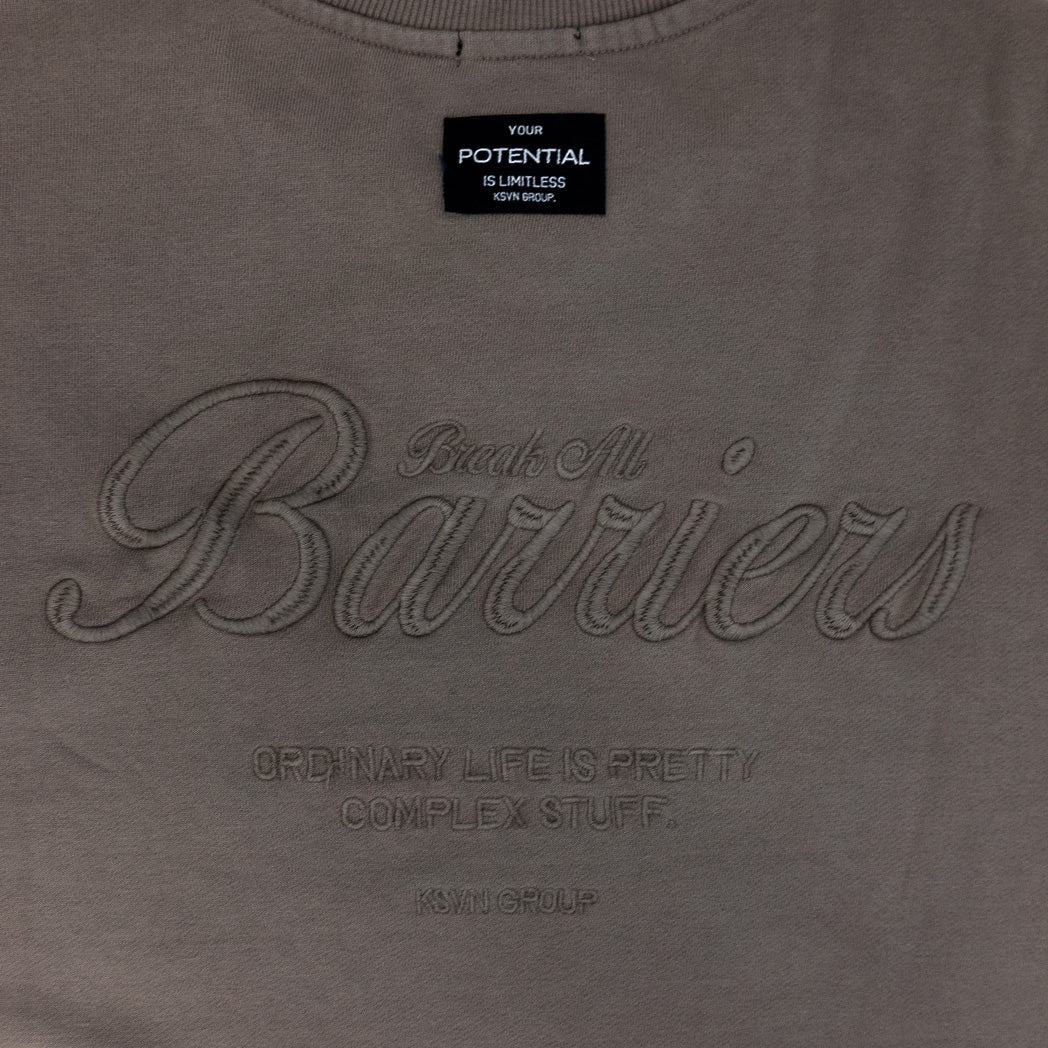 YOUR
POTENTIAL
IS LIMITLESS
KSVN GROUP.
Break All
Barriers
ORDINARY LIFE IS PRETTY
COMPLEX STUFF.
KSVN GROUP